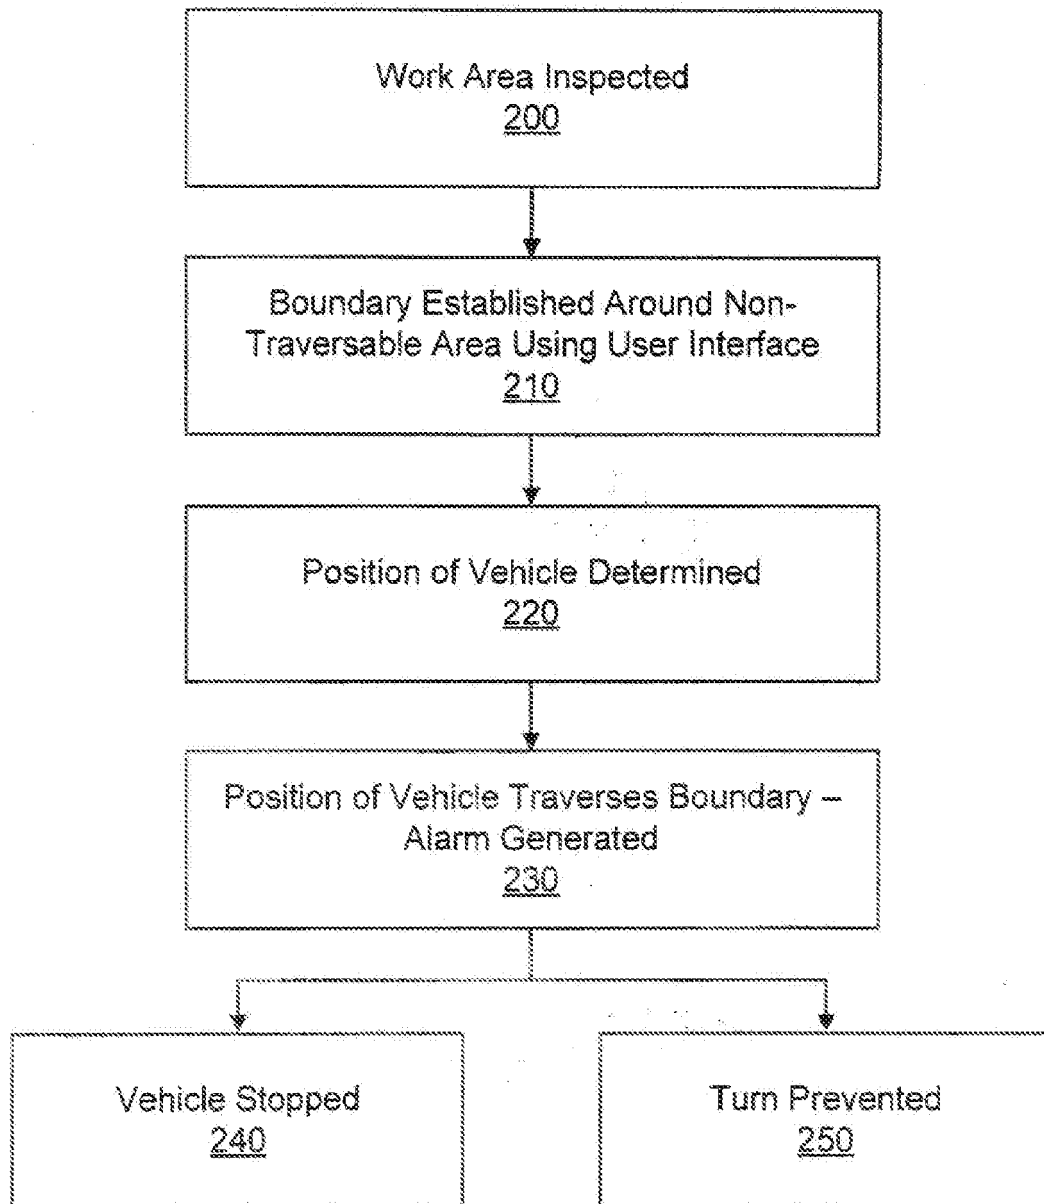 Work Area Inspected
200
Boundary Established Around Non-
Traversable Area Using User Interface
210
Position of Vehicle Determined
220
Position of Vehicle Traverses Boundary –
Alarm Generated
230
Vehicle Stopped
240
Turn Prevented
250